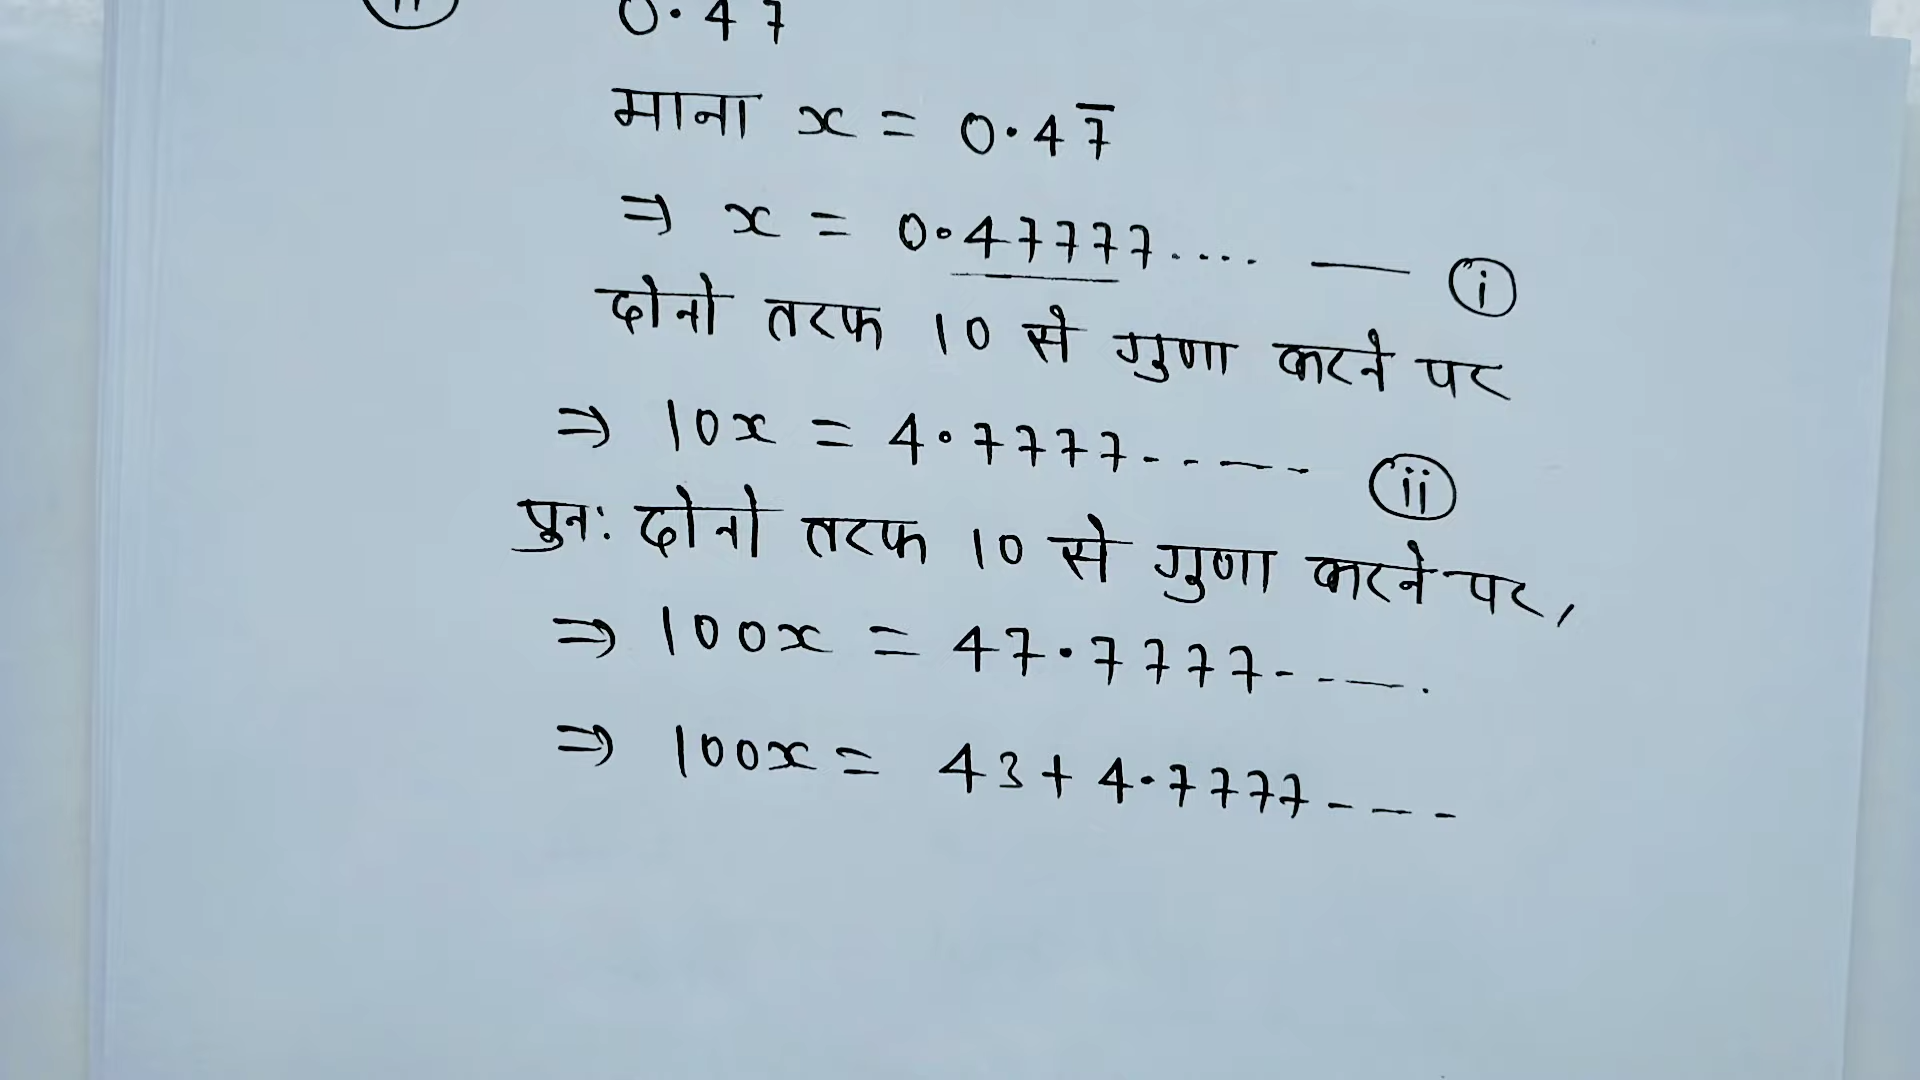 (ii) 0.47
माना x = 0.47̅
⇒ x = 0.47777.... — (i)
दोनो तरफ 10 से गुणा करने पर
⇒ 10x = 4.7777----- (ii)
पुनः दोनो तरफ 10 से गुणा करने पर,
⇒ 100x = 47.7777----.
⇒ 100x = 43 + 4.7777----